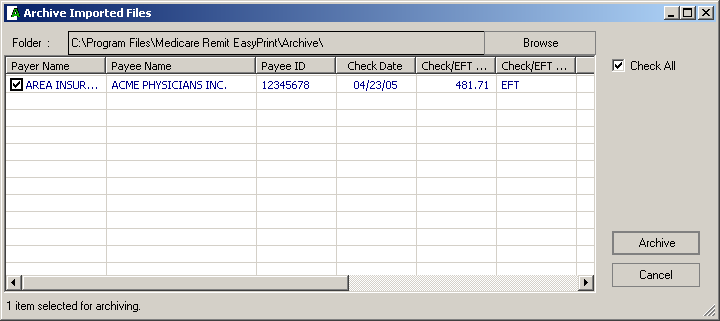 Archive Imported Files
Folder : C:\Program Files\Medicare Remit EasyPrint\Archive\ Browse
Payer Name Payee Name Payee ID Check Date Check/EFT ... Check/EFT ...
Check All
AREA INSUR... ACME PHYSICIANS INC. 12345678 04/23/05 481.71 EFT
Archive
Cancel
1 item selected for archiving.